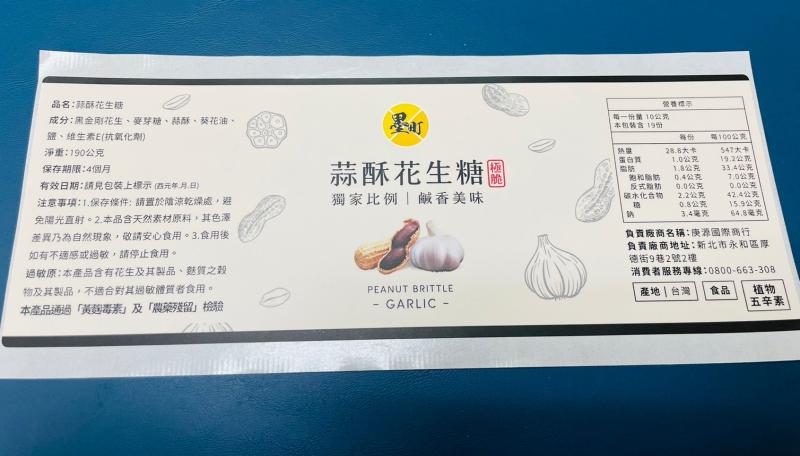 品名:蒜酥花生糖
成分:黑金剛花生、麥芽糖、蒜酥、葵花油、
鹽、維生素E(抗氧化劑)
淨重:190公克
保存期限:4個月
有效日期:請見包裝上標示 (西元年.月.日)
注意事項:1.保存條件: 請置於陰涼乾燥處，避
免陽光直射。2.本品含天然素材原料，其色澤
差異乃為自然現象，敬請安心食用。3.食用後
如有不適感或過敏，請停止食用。
過敏原:本產品含有花生及其製品、麩質之穀
物及其製品，不適合對其過敏體質者食用。
本產品通過「黃麴毒素」及「農藥殘留」檢驗
墨町
蒜酥花生糖
極脆
獨家比例｜鹹香美味
PEANUT BRITTLE
- GARLIC -
營養標示
每一份量 10公克
本包裝含 19份
每份 每100公克
熱量 28.8大卡 547大卡
蛋白質 1.0公克 19.2公克
脂肪 1.8公克 33.4公克
飽和脂肪 0.4公克 7.0公克
反式脂肪 0.0公克 0.0公克
碳水化合物 2.2公克 42.4公克
糖 0.8公克 15.9公克
鈉 3.4毫克 64.8毫克
負責廠商名稱:庚源國際商行
負責廠商地址:新北市永和區厚
德街9巷2號2樓
消費者服務專線:0800-663-308
產地｜台灣 食品 植物
五辛素